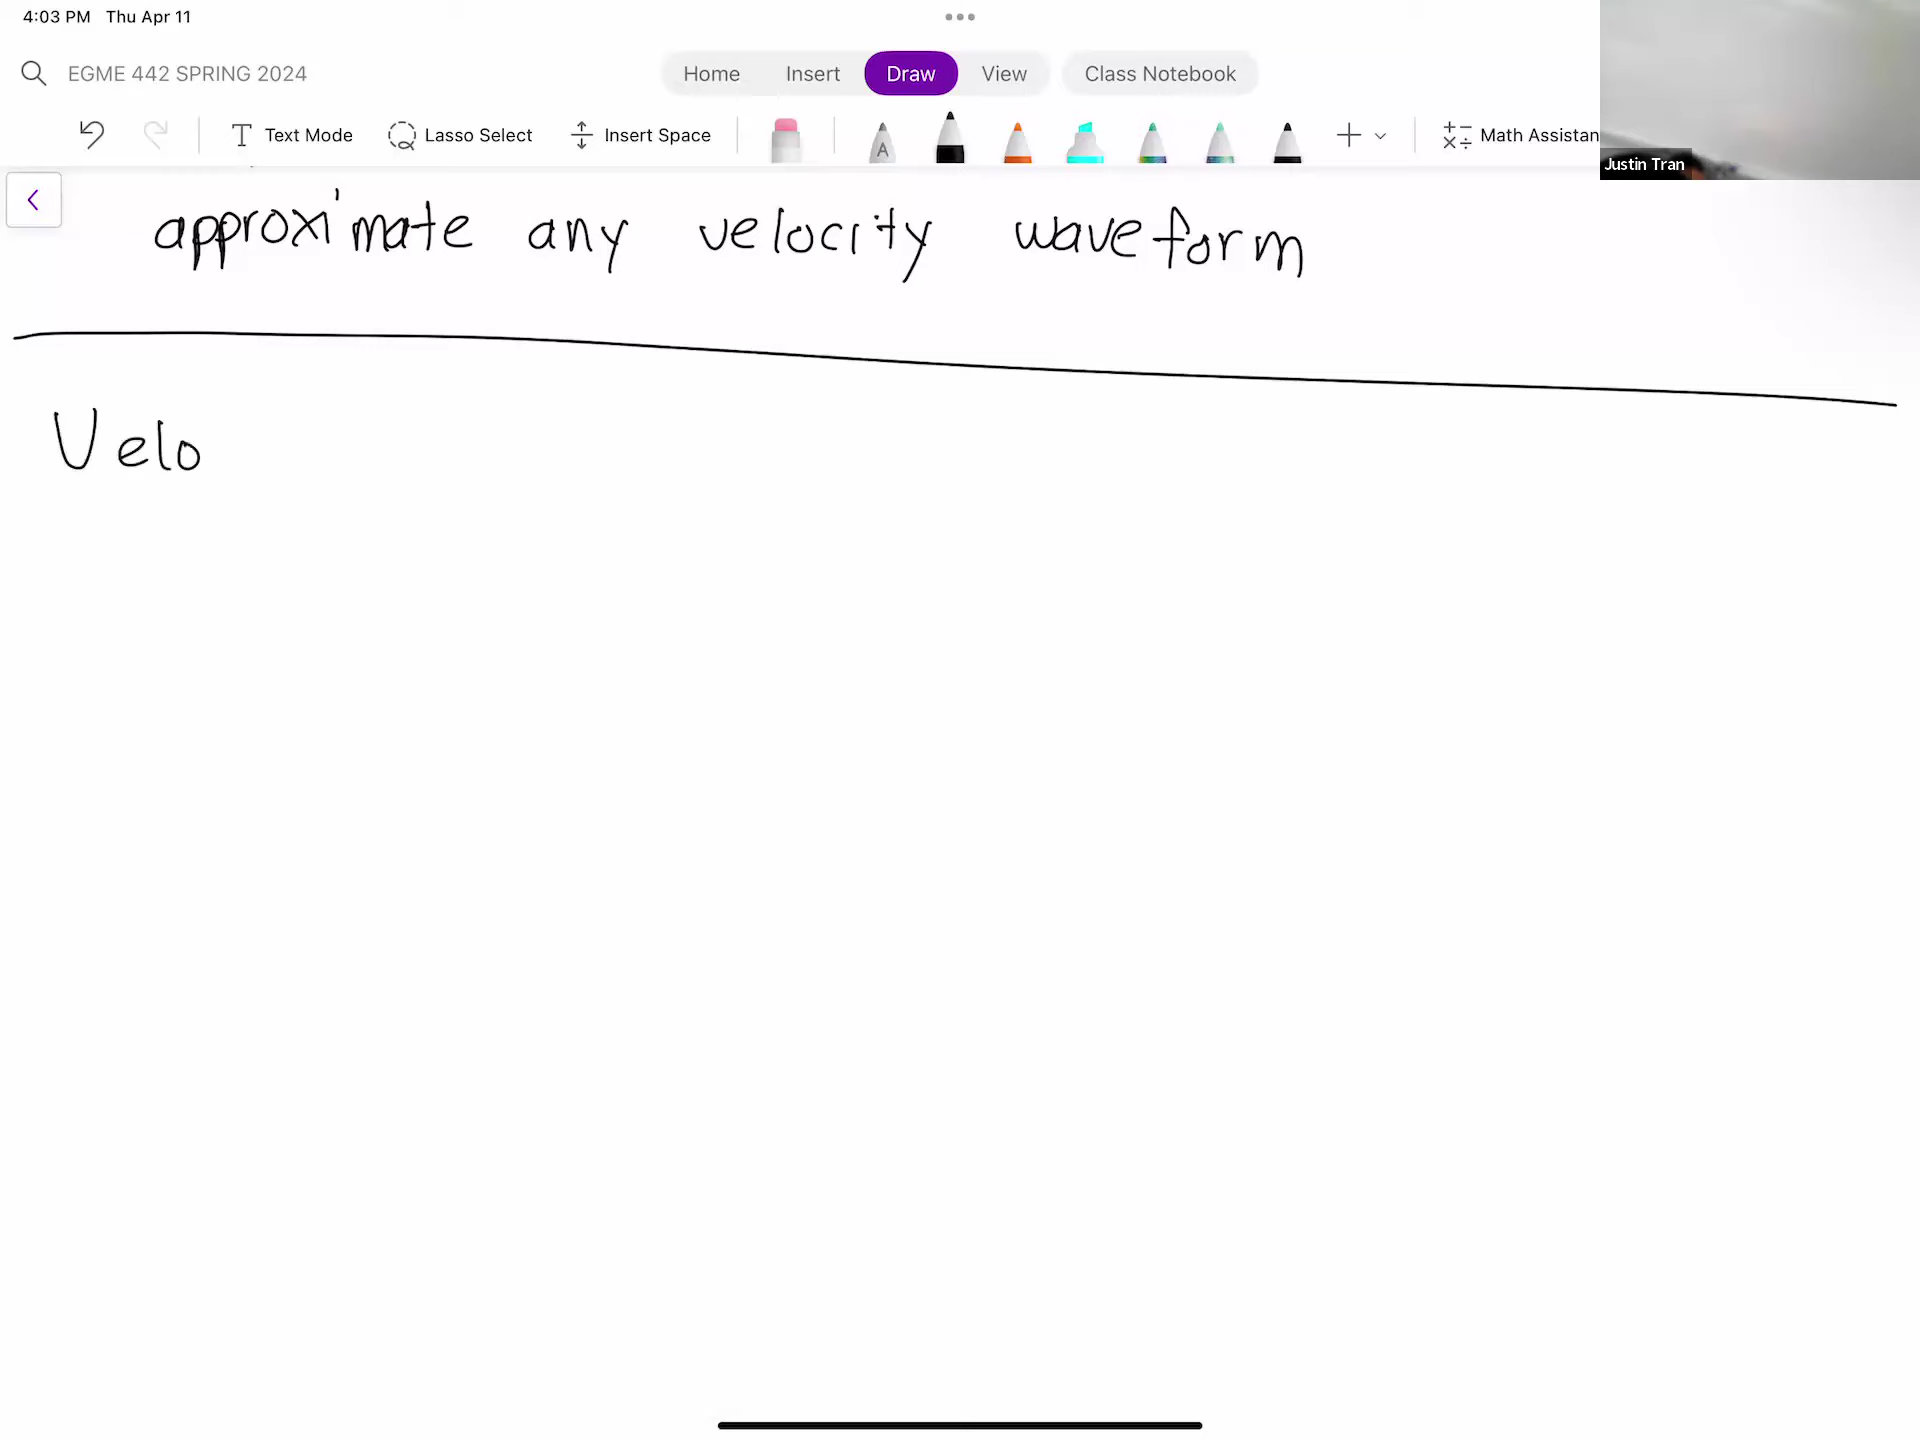 4:03 PM Thu Apr 11
EGME 442 SPRING 2024
Home Insert Draw View Class Notebook
Text Mode Lasso Select Insert Space A Math Assistan
Justin Tran
approximate any velocity waveform
Velo